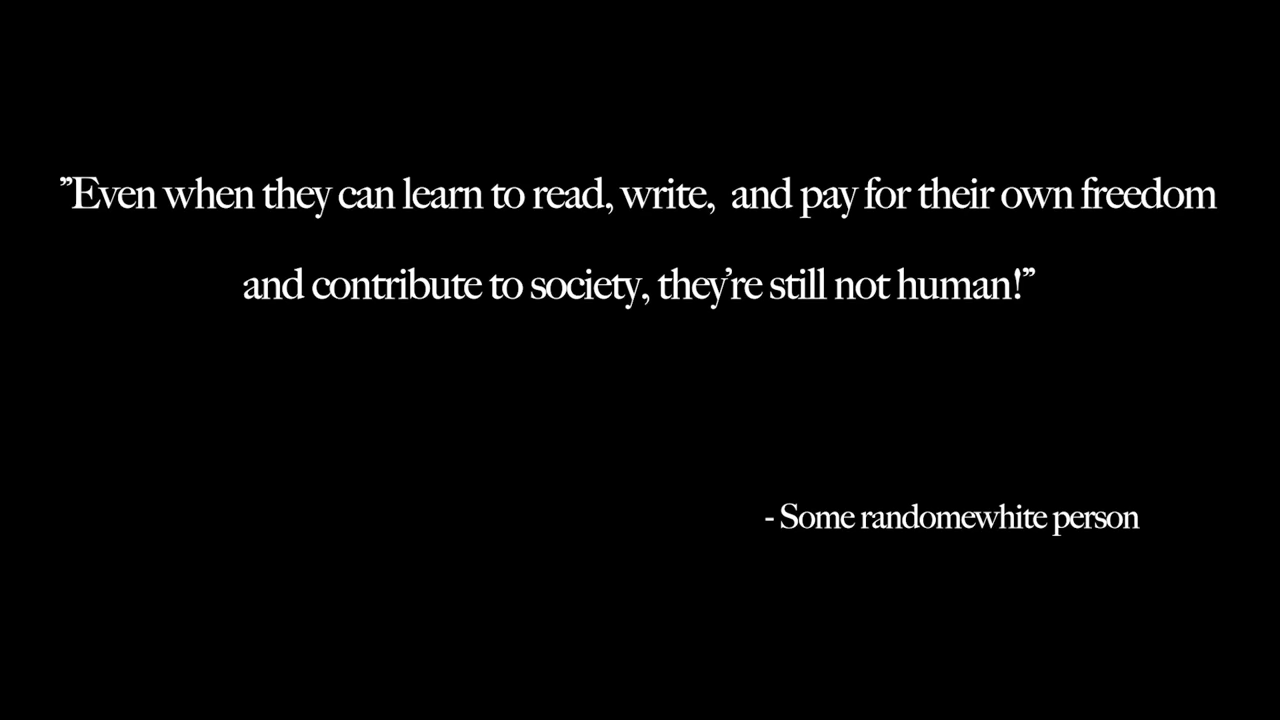 ”Even when they can learn to read, write,  and pay for their own freedom
and contribute to society, they’re still not human!”
- Some randomewhite person